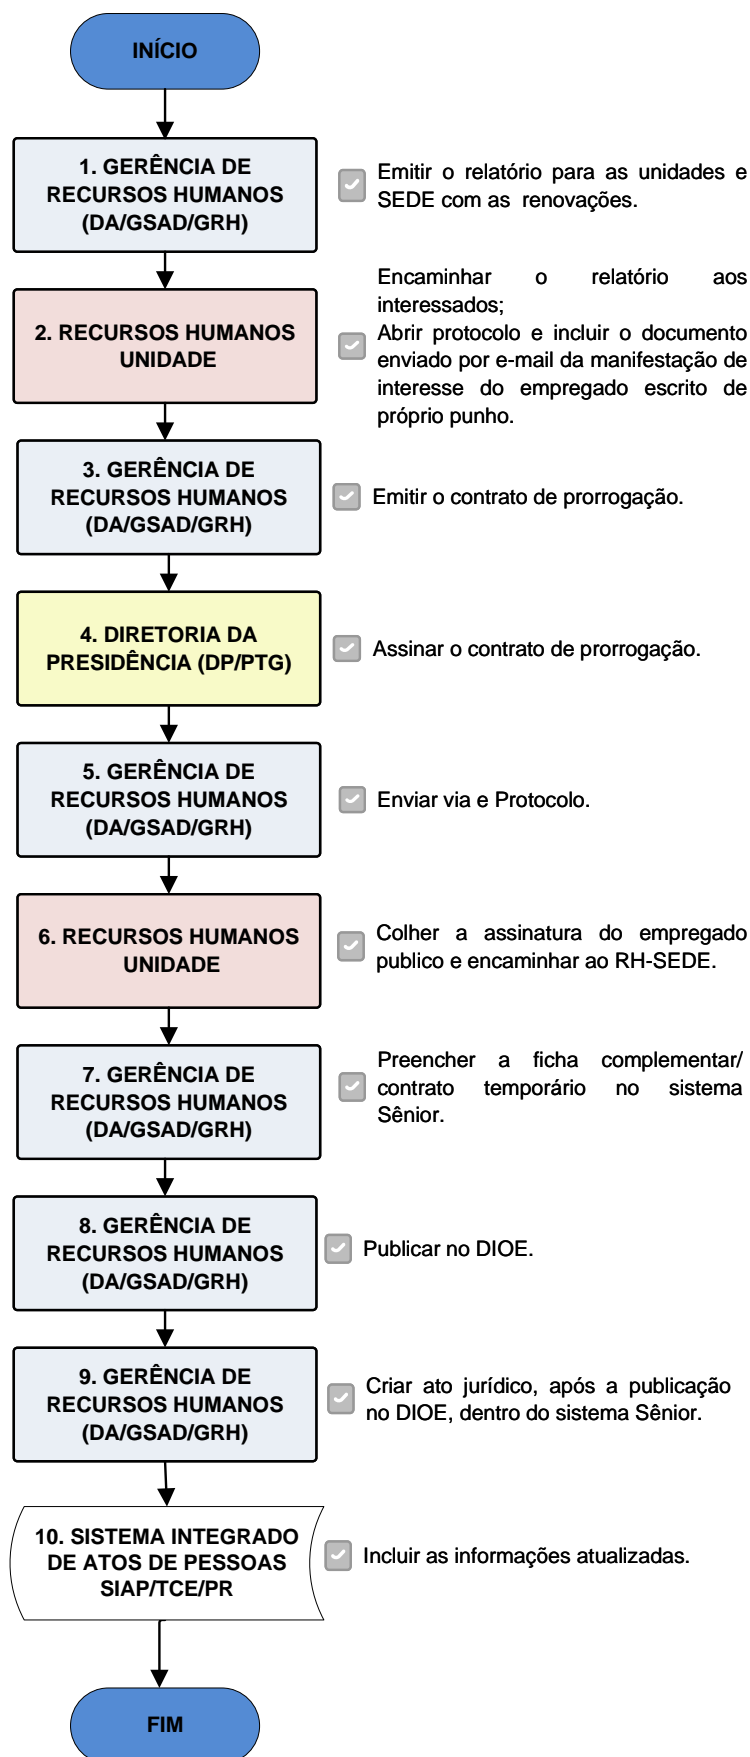 INÍCIO
1. GERÊNCIA DE
RECURSOS HUMANOS
(DA/GSAD/GRH)
Emitir o relatório para as unidades e
SEDE com as renovações.
2. RECURSOS HUMANOS
UNIDADE
Encaminhar o relatório aos
interessados;
Abrir protocolo e incluir o documento
enviado por e-mail da manifestação de
interesse do empregado escrito de
próprio punho.
3. GERÊNCIA DE
RECURSOS HUMANOS
(DA/GSAD/GRH)
Emitir o contrato de prorrogação.
4. DIRETORIA DA
PRESIDÊNCIA (DP/PTG)
Assinar o contrato de prorrogação.
5. GERÊNCIA DE
RECURSOS HUMANOS
(DA/GSAD/GRH)
Enviar via e Protocolo.
6. RECURSOS HUMANOS
UNIDADE
Colher a assinatura do empregado
publico e encaminhar ao RH-SEDE.
7. GERÊNCIA DE
RECURSOS HUMANOS
(DA/GSAD/GRH)
Preencher a ficha complementar/
contrato temporário no sistema
Sênior.
8. GERÊNCIA DE
RECURSOS HUMANOS
(DA/GSAD/GRH)
Publicar no DIOE.
9. GERÊNCIA DE
RECURSOS HUMANOS
(DA/GSAD/GRH)
Criar ato jurídico, após a publicação
no DIOE, dentro do sistema Sênior.
10. SISTEMA INTEGRADO
DE ATOS DE PESSOAS
SIAP/TCE/PR
Incluir as informações atualizadas.
FIM